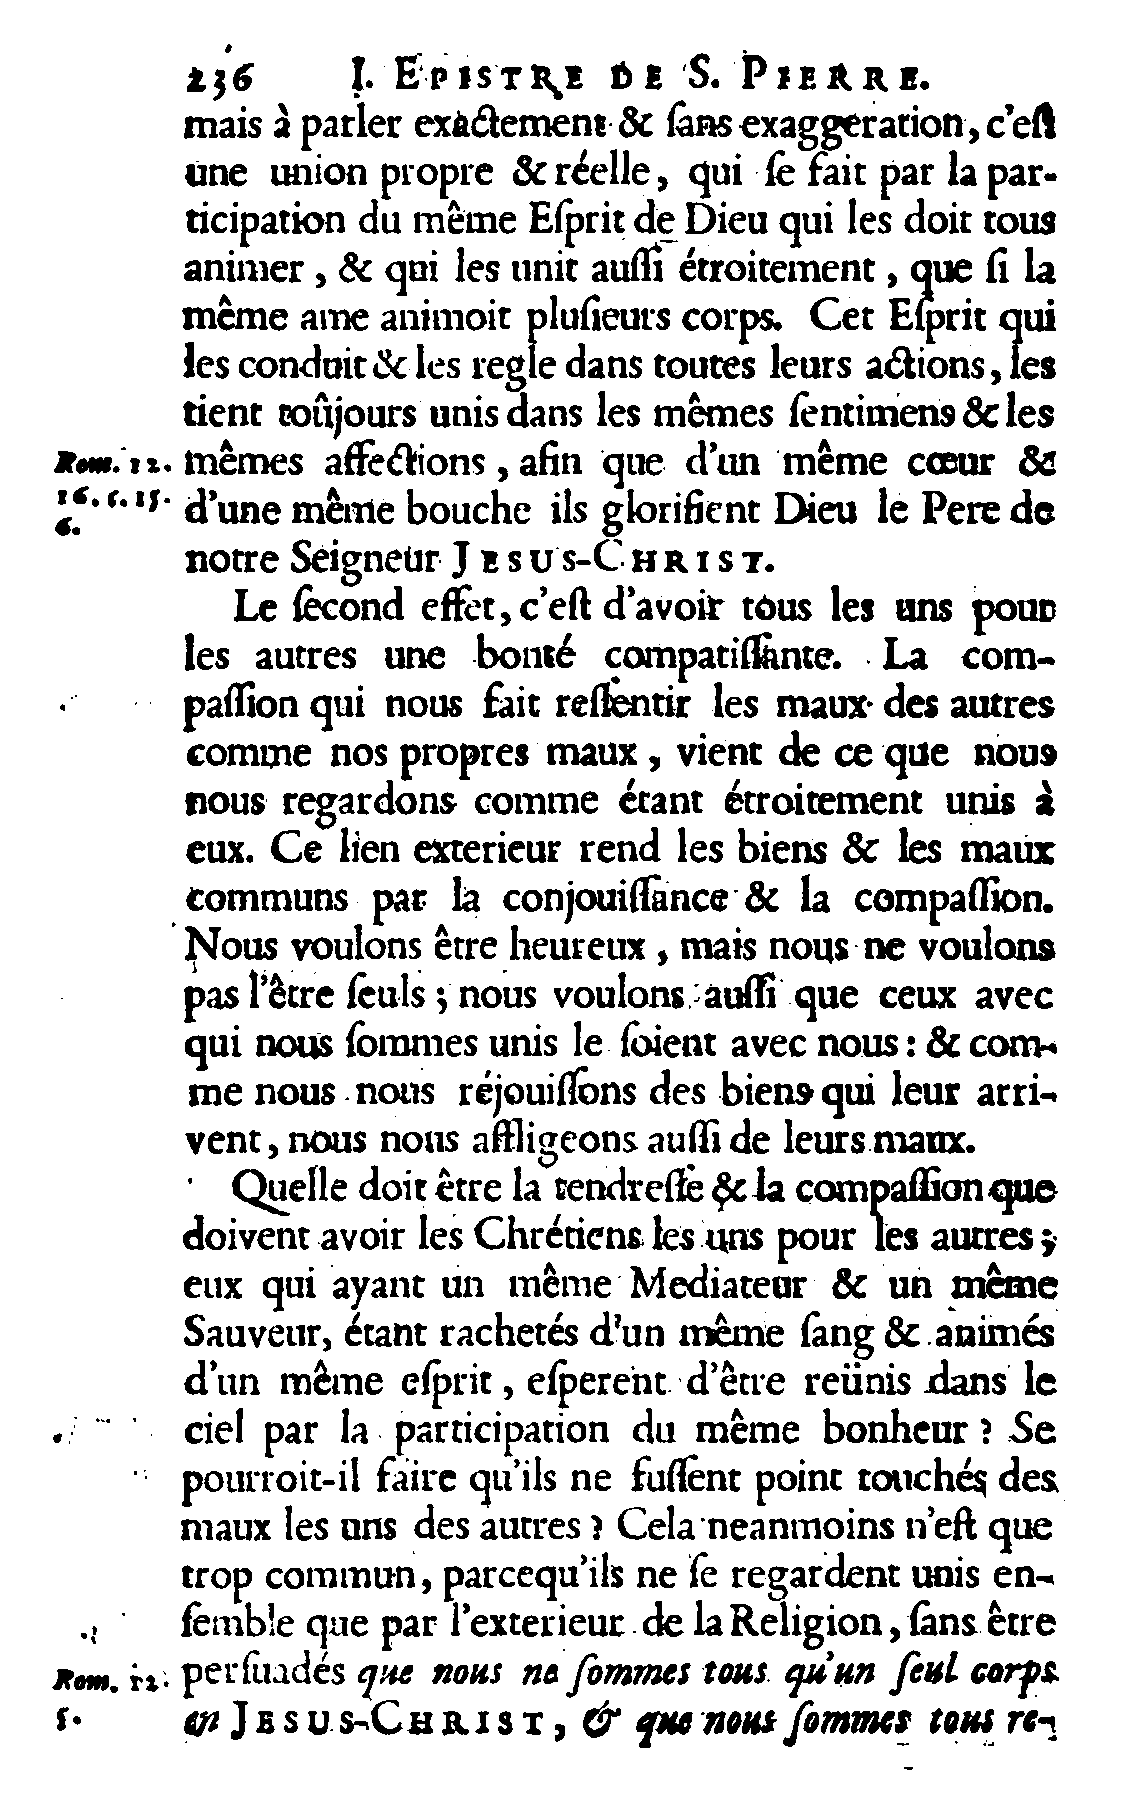 236 I. EPISTRE DE S. PIERRE.
mais à parler exactement & ſans exaggeration, c'eſt
une union propre & réelle, qui ſe fait par la par-
ticipation du même Eſprit de Dieu qui les doit tous
animer, & qui les unit auſſi étroitement, que ſi la
même ame animoit pluſieurs corps. Cet Eſprit qui
les conduit & les regle dans toutes leurs actions, les
tient toûjours unis dans les mêmes ſentimens & les
Rom. 12. mêmes affections, afin que d'un même cœur &
16. c. 15. d'une même bouche ils glorifient Dieu le Pere de
6.
notre Seigneur JESUS-CHRIST.
Le ſecond effet, c'eſt d'avoir tous les uns pour
les autres une bonté compatiſſante. La com-
paſſion qui nous fait reſſentir les maux des autres
comme nos propres maux, vient de ce que nous
nous regardons comme étant étroitement unis à
eux. Ce lien exterieur rend les biens & les maux
communs par la conjouiſſance & la compaſſion.
Nous voulons être heureux, mais nous ne voulons
pas l'être ſeuls; nous voulons auſſi que ceux avec
qui nous ſommes unis le ſoient avec nous: & com-
me nous nous réjouiſſons des biens qui leur arri-
vent, nous nous affligeons auſſi de leurs maux.
Quelle doit être la tendreſſe & la compaſſion que
doivent avoir les Chrétiens les uns pour les autres;
eux qui ayant un même Mediateur & un même
Sauveur, étant rachetés d'un même ſang & animés
d'un même eſprit, eſperent d'être reünis dans le
ciel par la participation du même bonheur? Se
pourroit-il faire qu'ils ne fuſſent point touchés des
maux les uns des autres? Cela neanmoins n'eſt que
trop commun, parcequ'ils ne ſe regardent unis en-
ſemble que par l'exterieur de la Religion, ſans être
Rom. 12. perſuadés que nous ne ſommes tous qu'un ſeul corps
5. en JESUS-CHRIST, & que nous ſommes tous re-